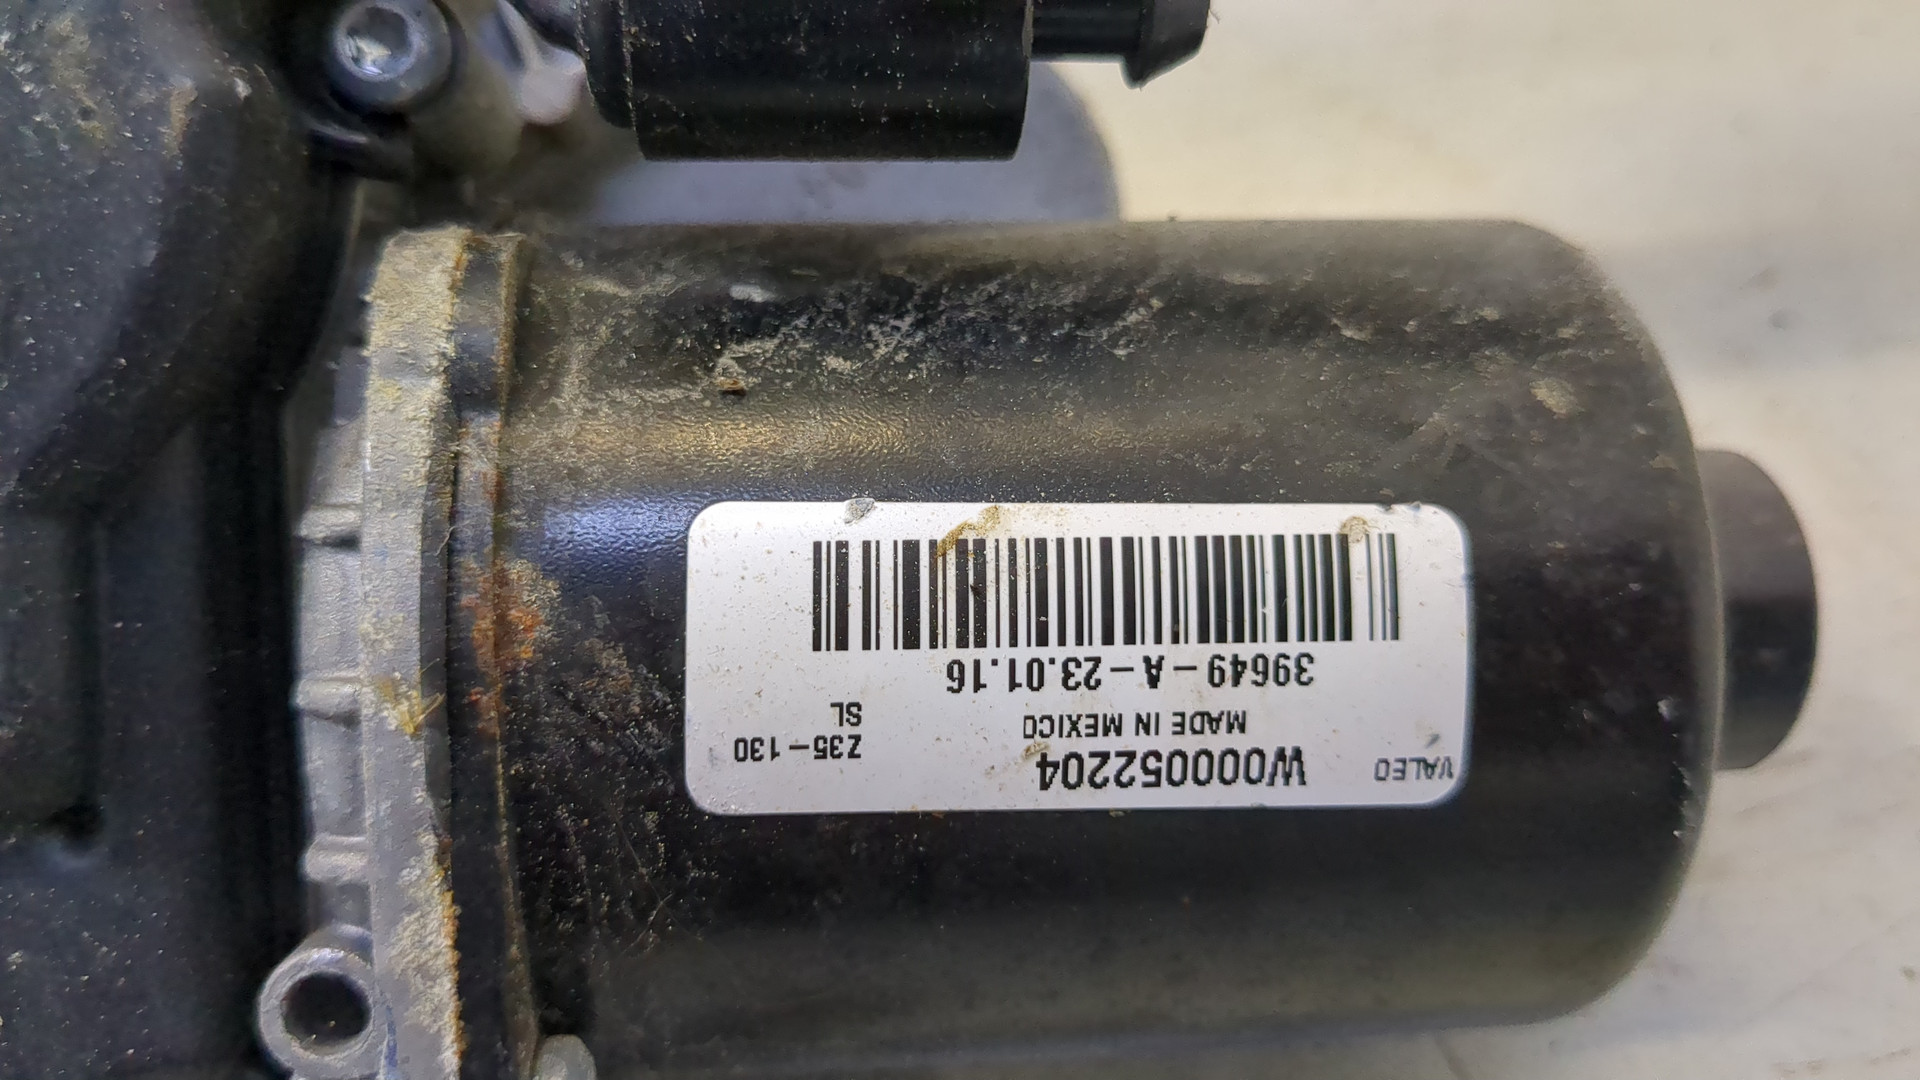 VALEO W000052204 Z35-130
MADE IN MEXICO SL
39649-A-23.01.16